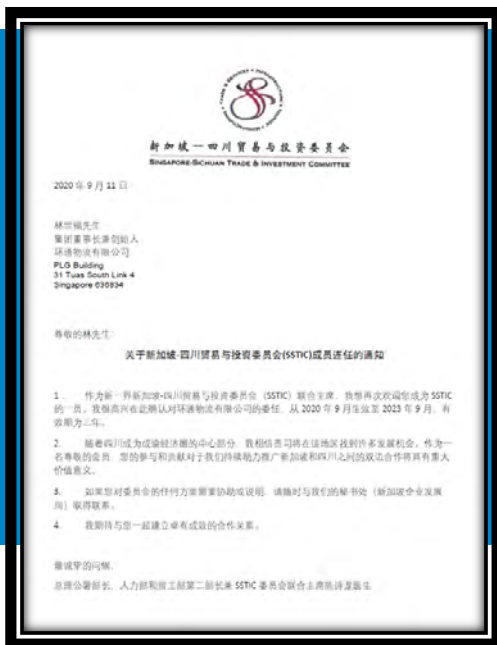 新加坡－四川贸易与投资委员会
SINGAPORE-SICHUAN TRADE & INVESTMENT COMMITTEE
2020 年 9 月 11 日
林世福先生
集团董事长兼创始人
环通物流有限公司
PLG Building
31 Tuas South Link 4
Singapore 636834
尊敬的林先生：
关于新加坡-四川贸易与投资委员会(SSTIC)成员连任的通知
1. 作为新一界新加坡-四川贸易与投资委员会（SSTIC）联合主席，我想再次欢迎您成为 SSTIC
的一员。我很高兴在此确认对环通物流有限公司的委任，从 2020 年 9 月生效至 2023 年 9 月，有
效期为三年。
2. 随着四川成为成渝经济圈的中心部分，我相信贵司将在该地区找到许多发展机会。作为一
名尊敬的会员，您的参与和贡献对于我们持续助力推广新加坡和四川之间的双边合作将具有重大
价值意义。
3. 如果您对委员会的任何方面需要协助或说明，请随时与我们的秘书处（新加坡企业发展
局）取得联系。
4. 我期待与您一起建立卓有成效的合作关系。
最诚挚的问候，
总理公署部长，人力部和贸工部第二部长兼 SSTIC 委员会联合主席陈诗龙医生